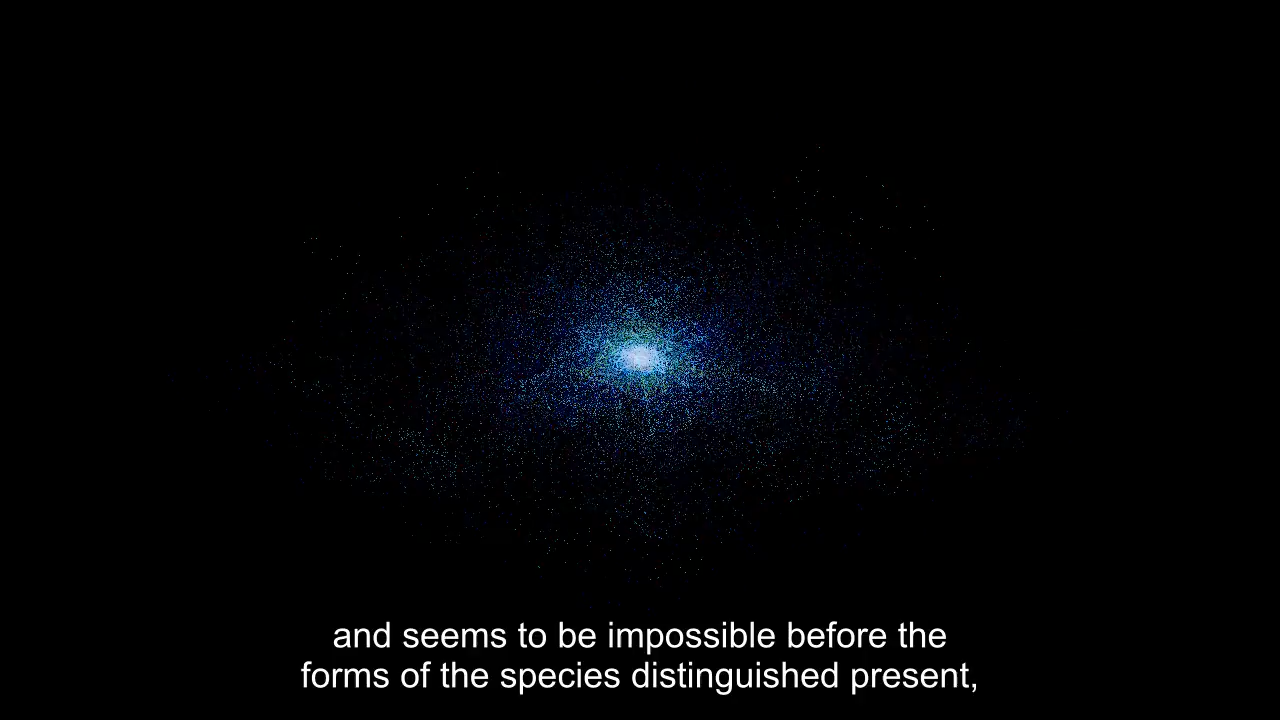 and seems to be impossible before the
forms of the species distinguished present,